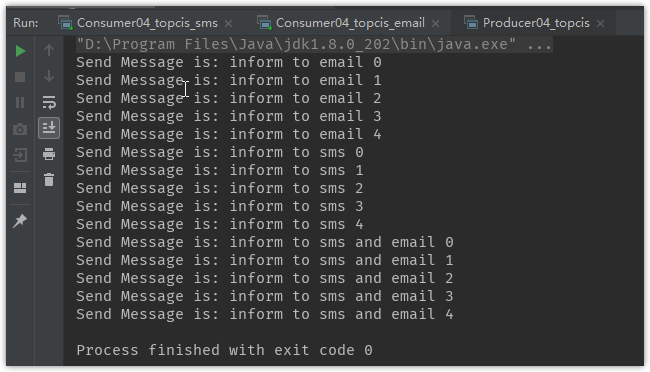 Run: Consumer04_topcis_sms × Consumer04_topcis_email × Producer04_topcis ×
"D:\Program Files\Java\jdk1.8.0_202\bin\java.exe" ...
Send Message is: inform to email 0
Send Message is: inform to email 1
Send Message is: inform to email 2
Send Message is: inform to email 3
Send Message is: inform to email 4
Send Message is: inform to sms 0
Send Message is: inform to sms 1
Send Message is: inform to sms 2
Send Message is: inform to sms 3
Send Message is: inform to sms 4
Send Message is: inform to sms and email 0
Send Message is: inform to sms and email 1
Send Message is: inform to sms and email 2
Send Message is: inform to sms and email 3
Send Message is: inform to sms and email 4
Process finished with exit code 0